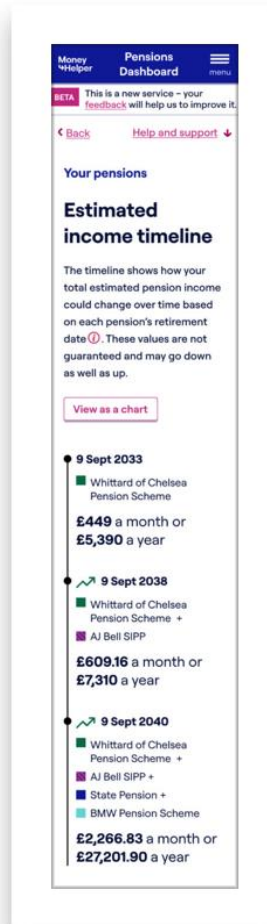 Money Helper
Pensions Dashboard
menu
BETA
This is a new service – your
feedback will help us to improve it.
Back
Help and support
Your pensions
Estimated
income timeline
The timeline shows how your
total estimated pension income
could change over time based
on each pension's retirement
date i. These values are not
guaranteed and may go down
as well as up.
View as a chart
9 Sept 2033
Whittard of Chelsea
Pension Scheme
£449 a month or
£5,390 a year
9 Sept 2038
Whittard of Chelsea
Pension Scheme +
AJ Bell SIPP
£609.16 a month or
£7,310 a year
9 Sept 2040
Whittard of Chelsea
Pension Scheme +
AJ Bell SIPP +
State Pension +
BMW Pension Scheme
£2,266.83 a month or
£27,201.90 a year